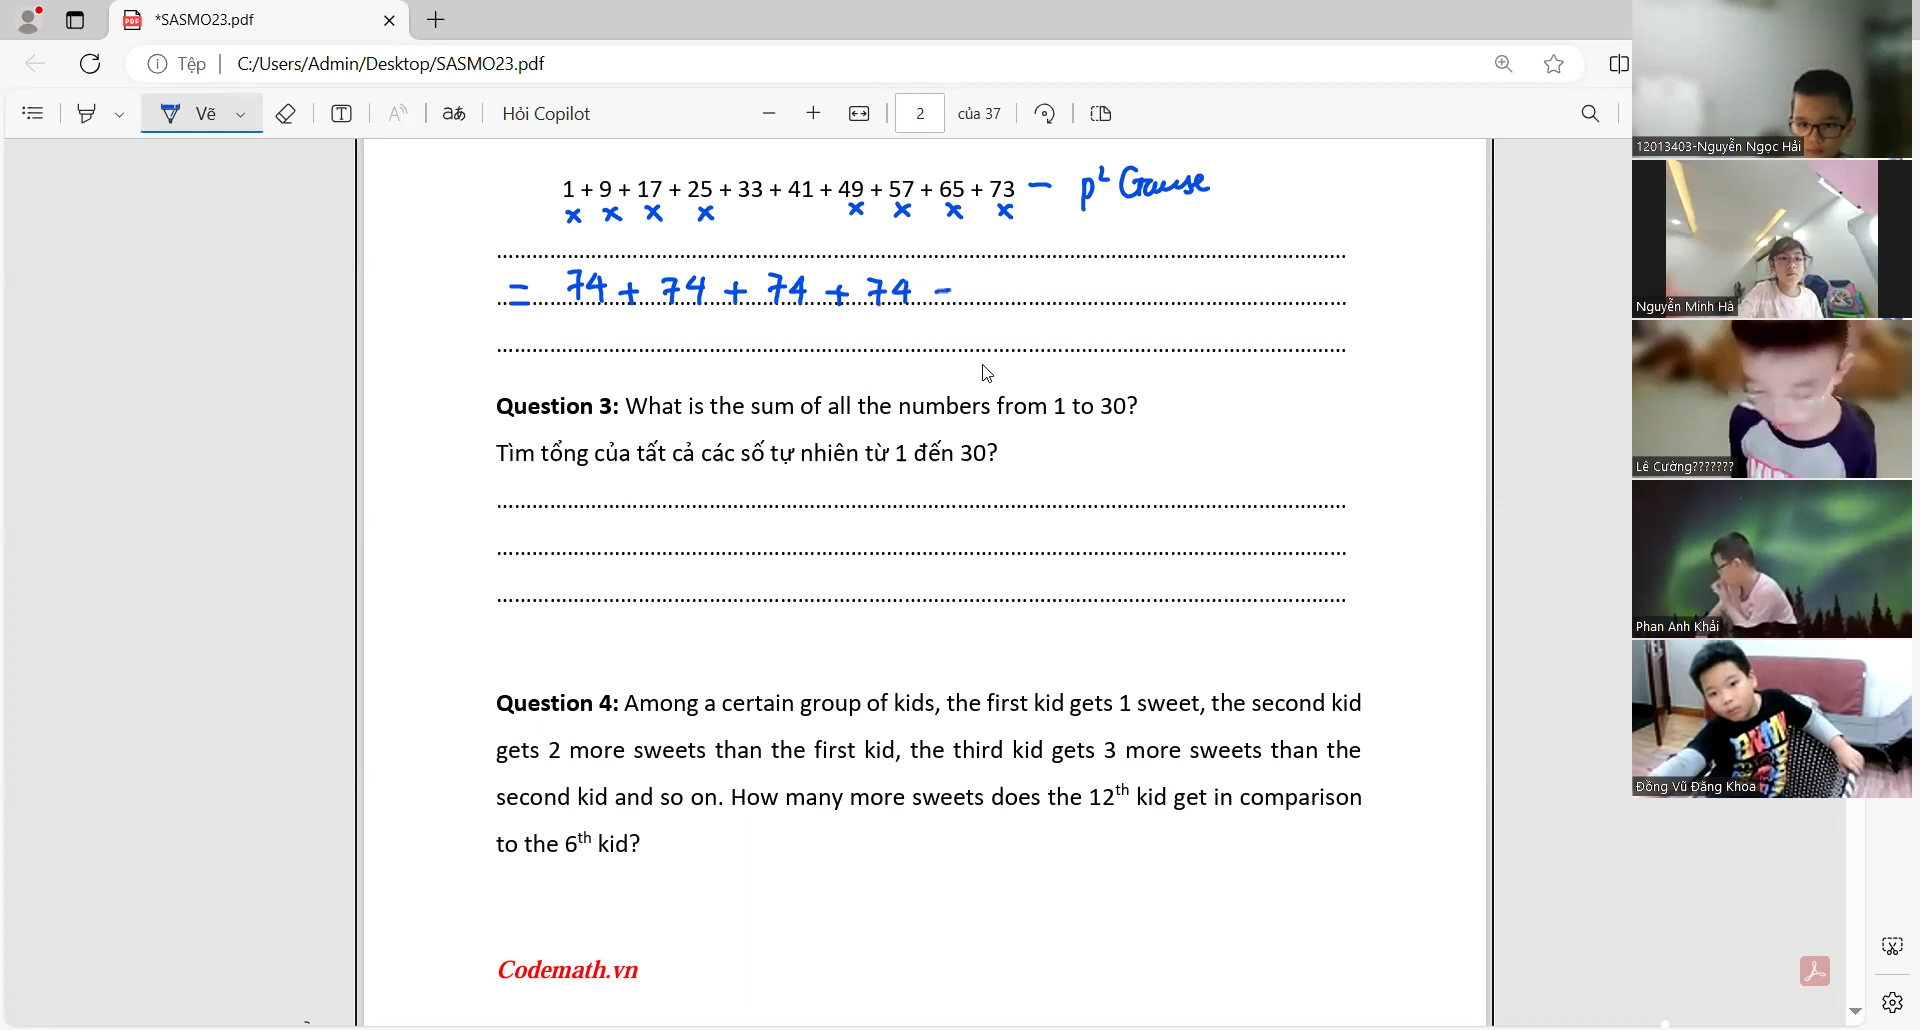 *SASMO23.pdf
Tệp
C:/Users/Admin/Desktop/SASMO23.pdf
Vẽ
T
aあ
Hỏi Copilot
2
của 37
1 + 9 + 17 + 25 + 33 + 41 + 49 + 57 + 65 + 73 –
x x x x x x x x
= 74 + 74 + 74 + 74 –
Question 3: What is the sum of all the numbers from 1 to 30?
Tìm tổng của tất cả các số tự nhiên từ 1 đến 30?
Question 4: Among a certain group of kids, the first kid gets 1 sweet, the second kid
gets 2 more sweets than the first kid, the third kid gets 3 more sweets than the
second kid and so on. How many more sweets does the 12th kid get in comparison
to the 6th kid?
Codemath.vn
12013403-Nguyễn Ngọc Hải
Nguyễn Minh Hà
Lê Cường???????
Phan Anh Khải
Đồng Vũ Đăng Khoa